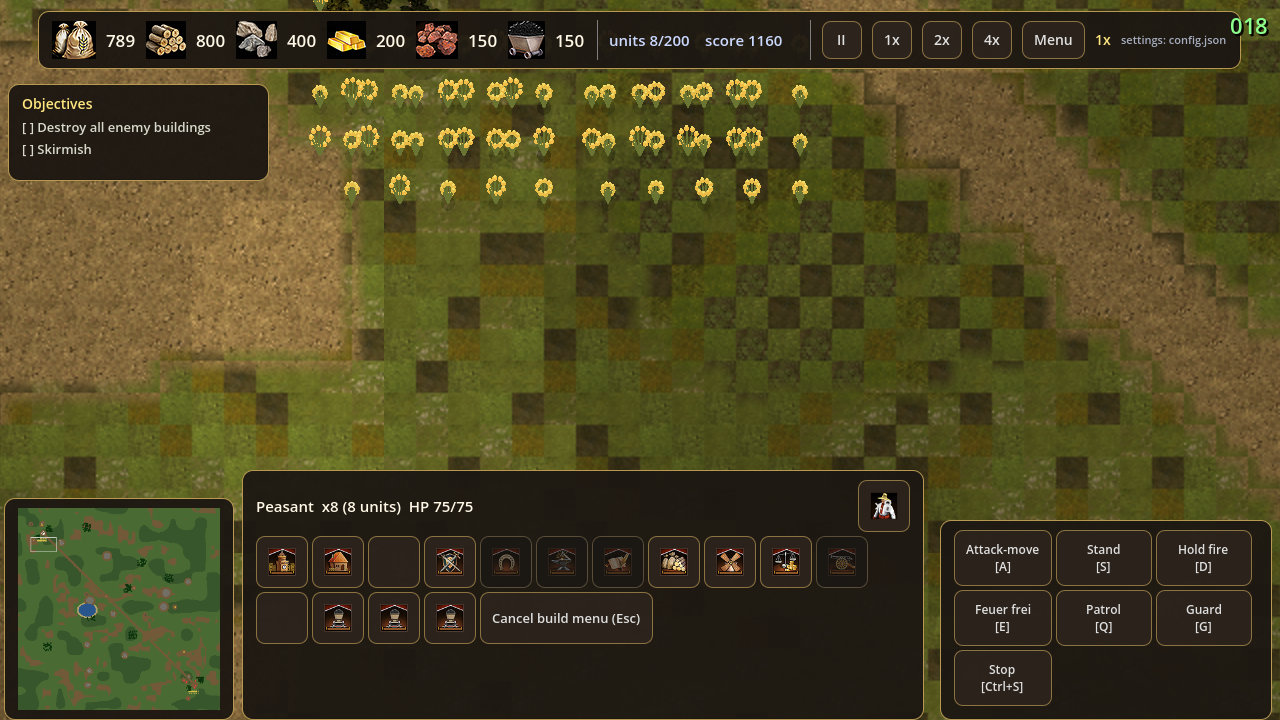 789 800 400 200 150 150 units 8/200 score 1160 II 1x 2x 4x Menu 1x settings: config.json 018
Objectives
[ ] Destroy all enemy buildings
[ ] Skirmish
Peasant x8 (8 units) HP 75/75
Cancel build menu (Esc)
Attack-move
[A]
Stand
[S]
Hold fire
[D]
Feuer frei
[E]
Patrol
[Q]
Guard
[G]
Stop
[Ctrl+S]